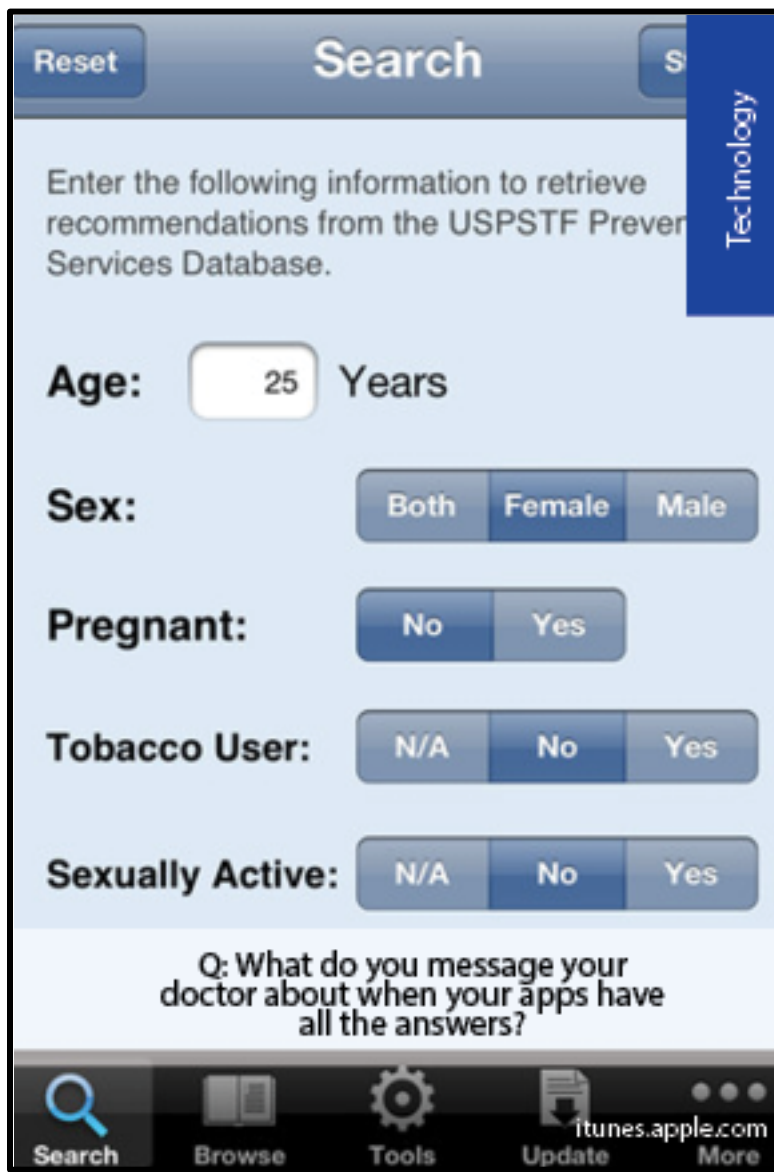 Reset
Search
Technology
Enter the following information to retrieve
recommendations from the USPSTF
Services Database.
Age: 25 Years
Sex: Both Female Male
Pregnant: No Yes
Tobacco User: N/A No Yes
Sexually Active: N/A No Yes
Q: What do you message your
doctor about when your apps have
all the answers?
itunes.apple.com
Search Browse Tools Update More